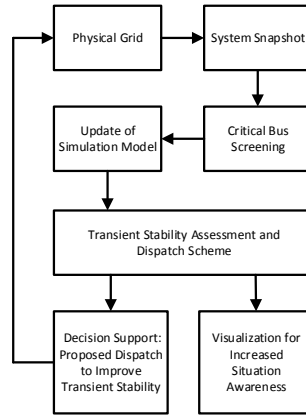 Physical Grid
System Snapshot
Update of
Simulation Model
Critical Bus
Screening
Transient Stability Assessment and
Dispatch Scheme
Decision Support:
Proposed Dispatch
to Improve
Transient Stability
Visualization for
Increased
Situation
Awareness